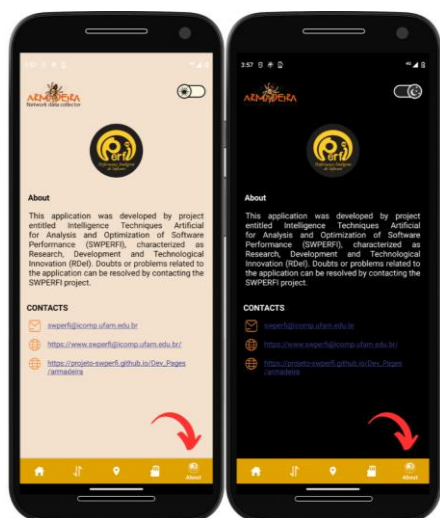 ARMADEIRA
Network data collector
Perfi
About
This application was developed by project
entitled Intelligence Techniques Artificial
for Analysis and Optimization of Software
Performance (SWPERFI), characterized as
Research, Development and Technological
Innovation (RDeI). Doubts or problems related to
the application can be resolved by contacting the
SWPERFI project.
CONTACTS
swperfi@icomp.ufam.edu.br
https://www.swperfi@icomp.ufam.edu.br/
https://projeto-swperfi.github.io/Dev_Pages
/armadeira
About
3:57
4G
ARMADEIRA
Perfi
About
This application was developed by project
entitled Intelligence Techniques Artificial
for Analysis and Optimization of Software
Performance (SWPERFI), characterized as
Research, Development and Technological
Innovation (RDeI). Doubts or problems related to
the application can be resolved by contacting the
SWPERFI project.
CONTACTS
swperfi@icomp.ufam.edu.br
https://www.swperfi@icomp.ufam.edu.br/
https://projeto-swperfi.github.io/Dev_Pages
/armadeira
About